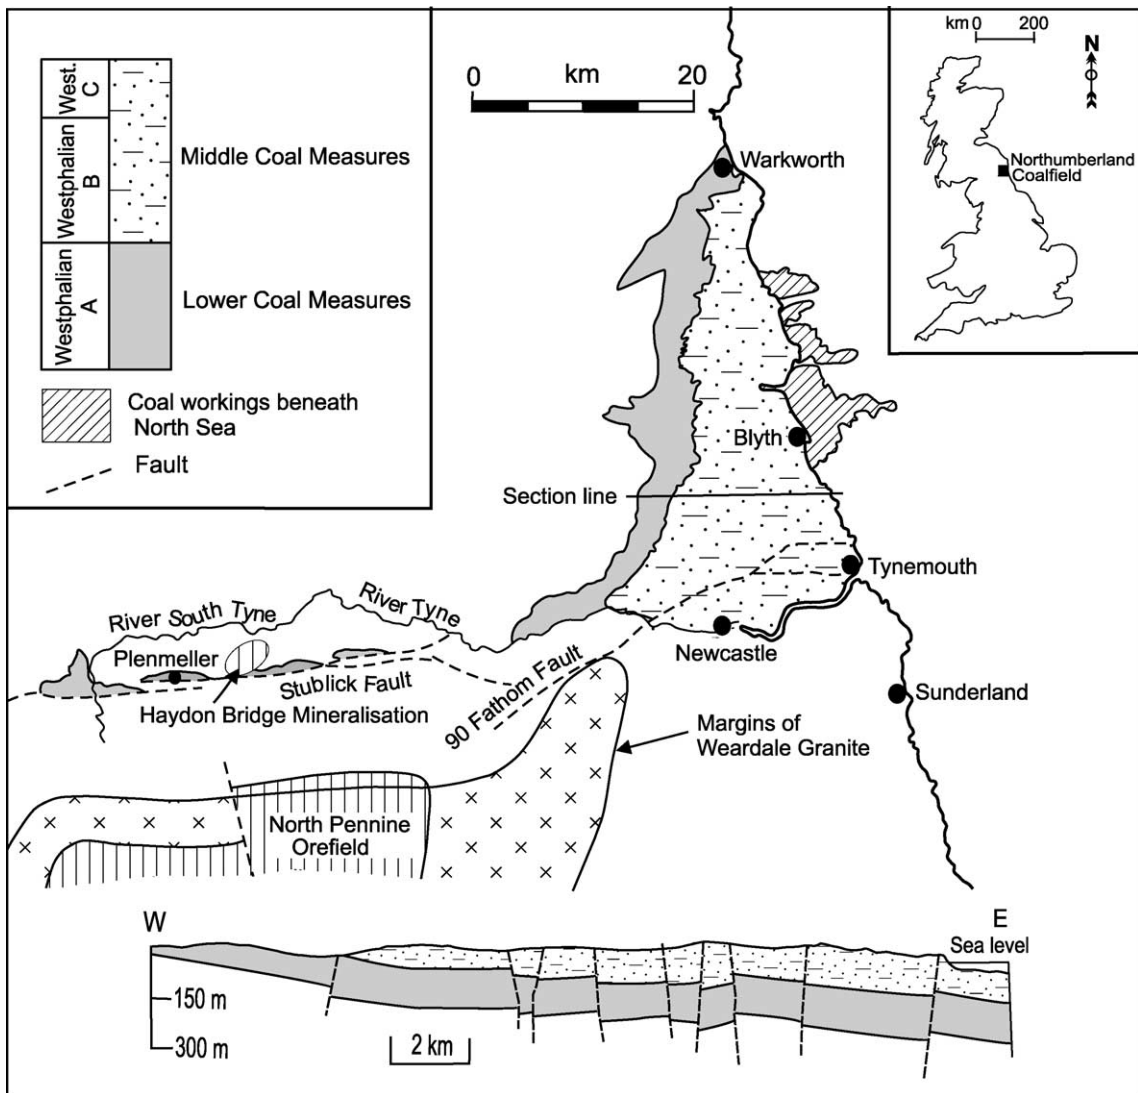 West.
C
Westphalian
B
Westphalian
A
Middle Coal Measures
Lower Coal Measures
Coal workings beneath
North Sea
Fault
0 km 20
km 0 200
N
Northumberland
Coalfield
Warkworth
Blyth
Section line
Tynemouth
Newcastle
Sunderland
River South Tyne
River Tyne
Plenmeller
Stublick Fault
Haydon Bridge Mineralisation
90 Fathom Fault
Margins of
Weardale Granite
North Pennine
Orefield
W
E
Sea level
150 m
300 m
2 km